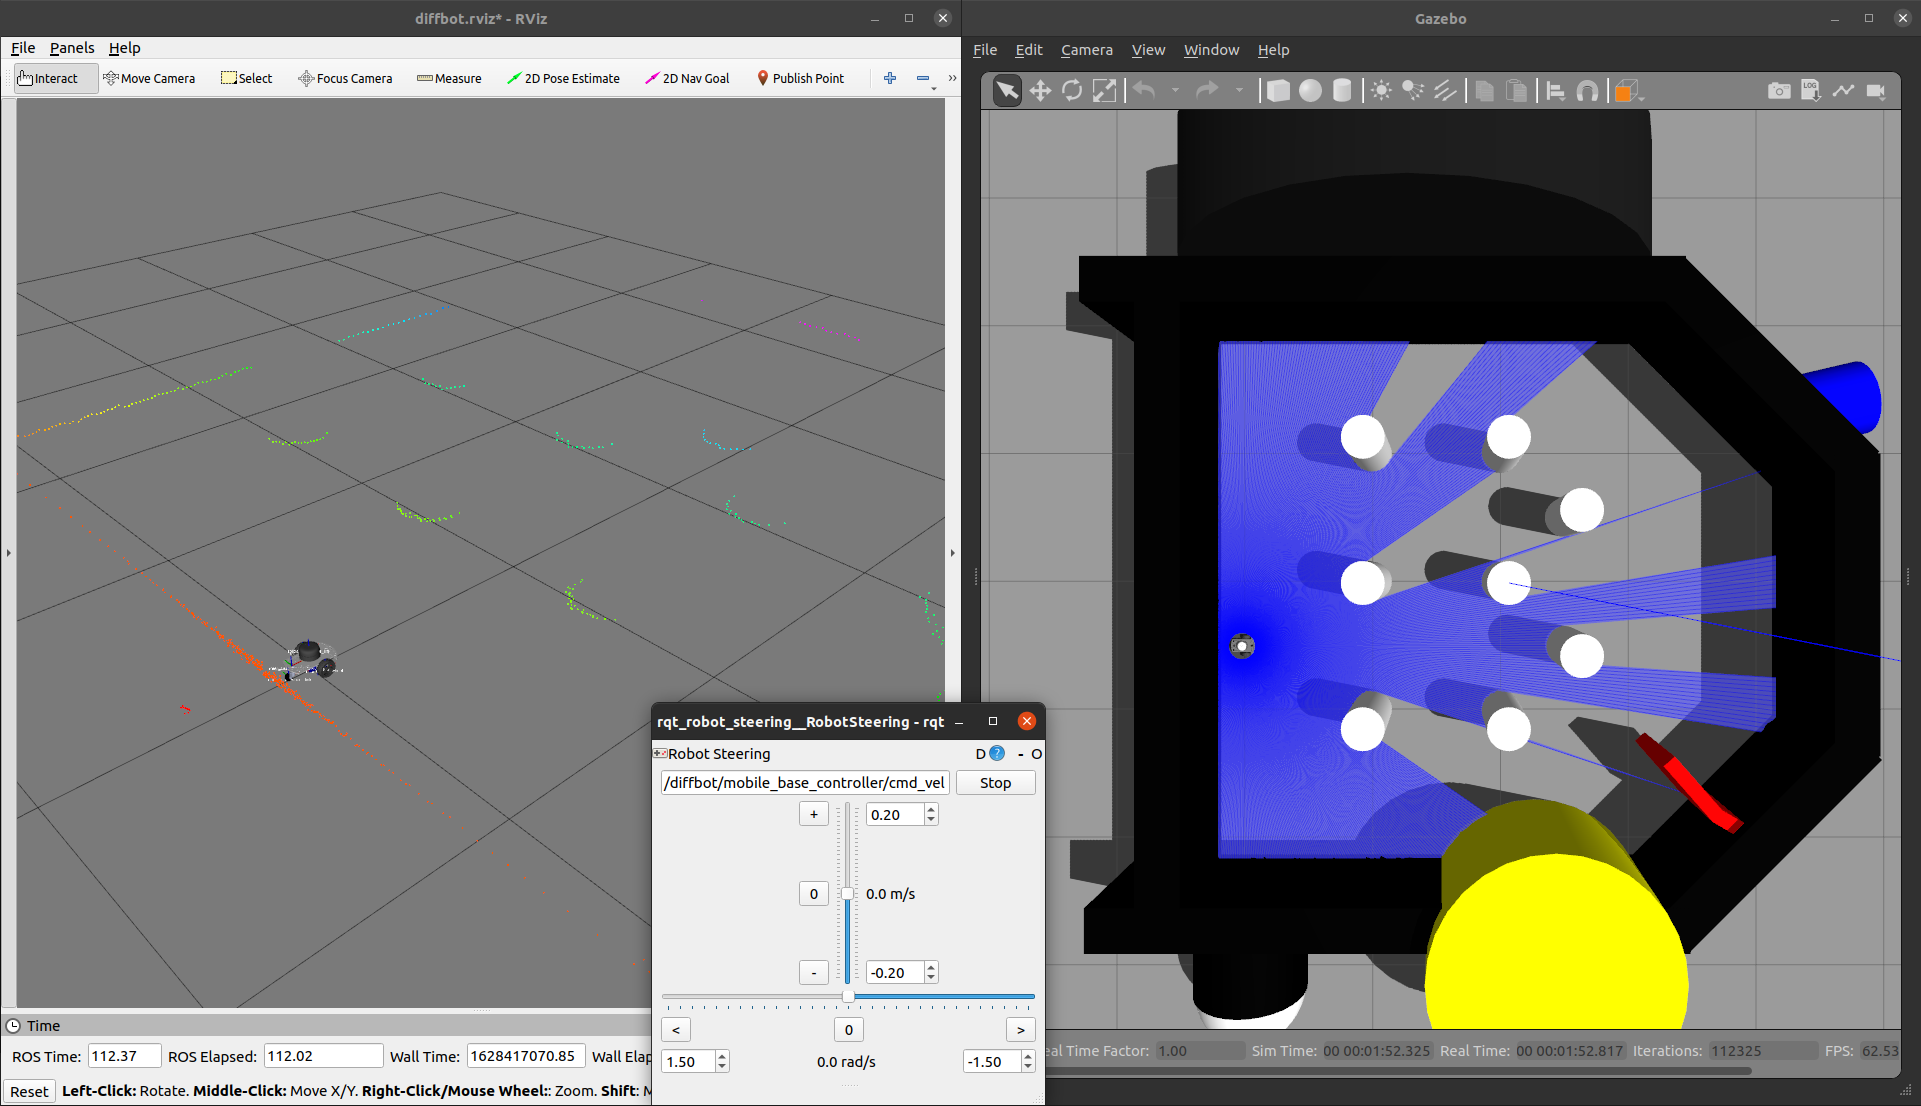 diffbot.rviz* - RViz
File Panels Help
Interact Move Camera Select Focus Camera Measure 2D Pose Estimate 2D Nav Goal Publish Point
Time
ROS Time: 112.37 ROS Elapsed: 112.02 Wall Time: 1628417070.85 Wall Elap
Reset Left-Click: Rotate. Middle-Click: Move X/Y. Right-Click/Mouse Wheel:: Zoom. Shift: M
rqt_robot_steering__RobotSteering - rqt
Robot Steering D ? - O
/diffbot/mobile_base_controller/cmd_vel Stop
+ 0.20
0 0.0 m/s
- -0.20
< 0 >
1.50 0.0 rad/s -1.50
Gazebo
File Edit Camera View Window Help
LOG
eal Time Factor: 1.00 Sim Time: 00 00:01:52.325 Real Time: 00 00:01:52.817 Iterations: 112325 FPS: 62.53